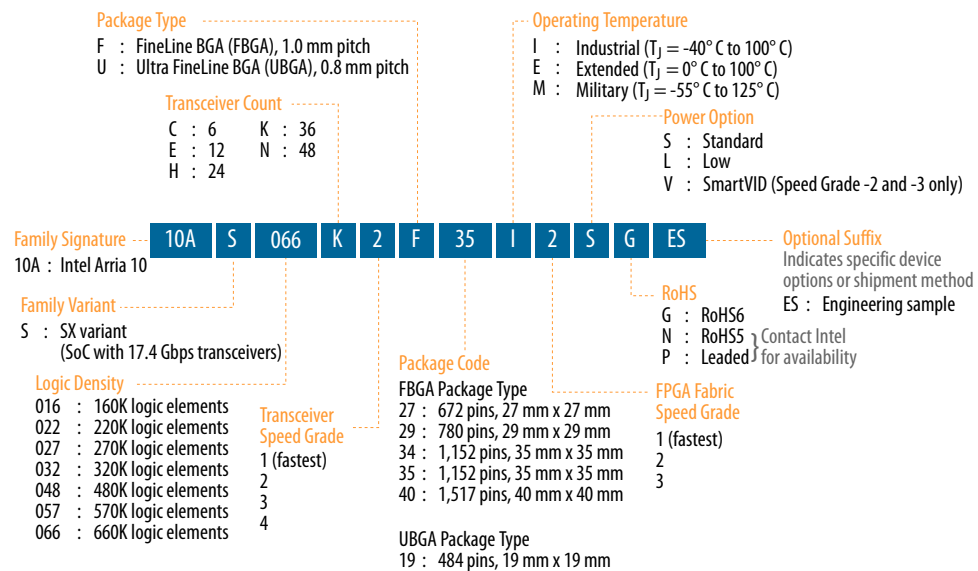 Package Type
F : FineLine BGA (FBGA), 1.0 mm pitch
U : Ultra FineLine BGA (UBGA), 0.8 mm pitch
Operating Temperature
I : Industrial (TJ = -40° C to 100° C)
E : Extended (TJ = 0° C to 100° C)
M : Military (TJ = -55° C to 125° C)
Transceiver Count
C : 6 K : 36
E : 12 N : 48
H : 24
Power Option
S : Standard
L : Low
V : SmartVID (Speed Grade -2 and -3 only)
Family Signature
10A : Intel Arria 10
10A S 066 K 2 F 35 I 2 S G ES
Optional Suffix
Indicates specific device
options or shipment method
ES : Engineering sample
Family Variant
S : SX variant
(SoC with 17.4 Gbps transceivers)
RoHS
G : RoHS6
N : RoHS5
P : Leaded
Contact Intel
for availability
Logic Density
016 : 160K logic elements
022 : 220K logic elements
027 : 270K logic elements
032 : 320K logic elements
048 : 480K logic elements
057 : 570K logic elements
066 : 660K logic elements
Transceiver
Speed Grade
1 (fastest)
2
3
4
Package Code
FBGA Package Type
27 : 672 pins, 27 mm x 27 mm
29 : 780 pins, 29 mm x 29 mm
34 : 1,152 pins, 35 mm x 35 mm
35 : 1,152 pins, 35 mm x 35 mm
40 : 1,517 pins, 40 mm x 40 mm
UBGA Package Type
19 : 484 pins, 19 mm x 19 mm
FPGA Fabric
Speed Grade
1 (fastest)
2
3